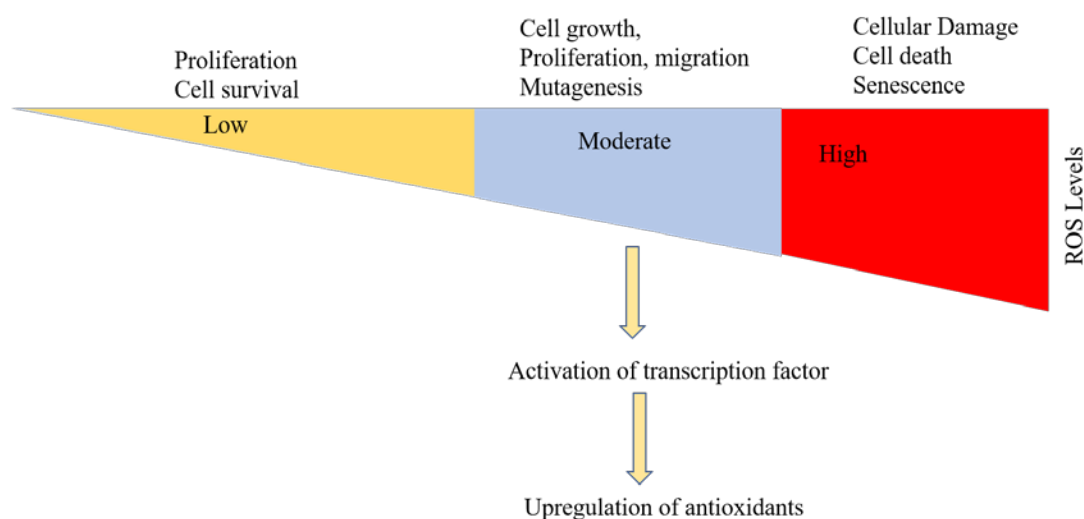 Proliferation
Cell survival
Cell growth,
Proliferation, migration
Mutagenesis
Cellular Damage
Cell death
Senescence
Low
Moderate
High
ROS Levels
Activation of transcription factor
Upregulation of antioxidants